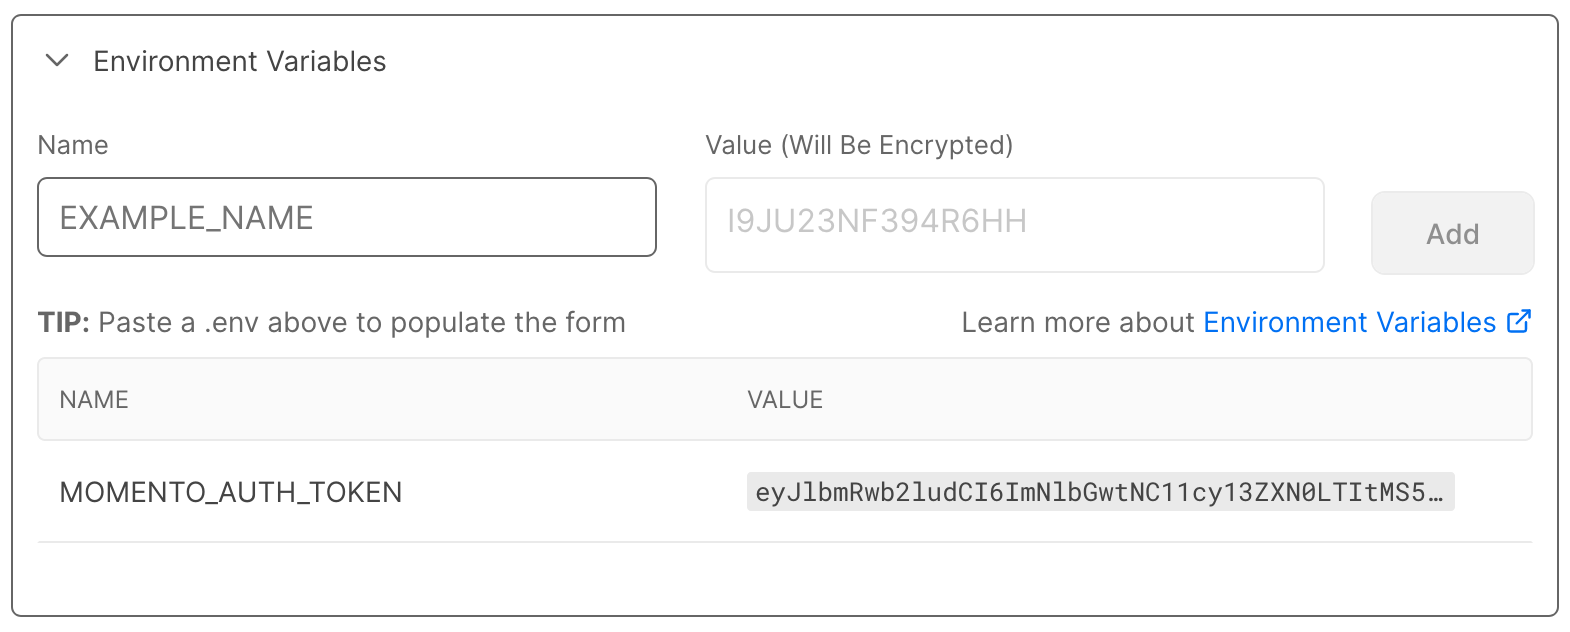 Environment Variables
Name
Value (Will Be Encrypted)
EXAMPLE_NAME
I9JU23NF394R6HH
Add
TIP: Paste a .env above to populate the form
Learn more about Environment Variables
NAME
VALUE
MOMENTO_AUTH_TOKEN
eyJlbmRwb2ludCI6ImNlbGwtNC11cy13ZXN0LTItMS5…